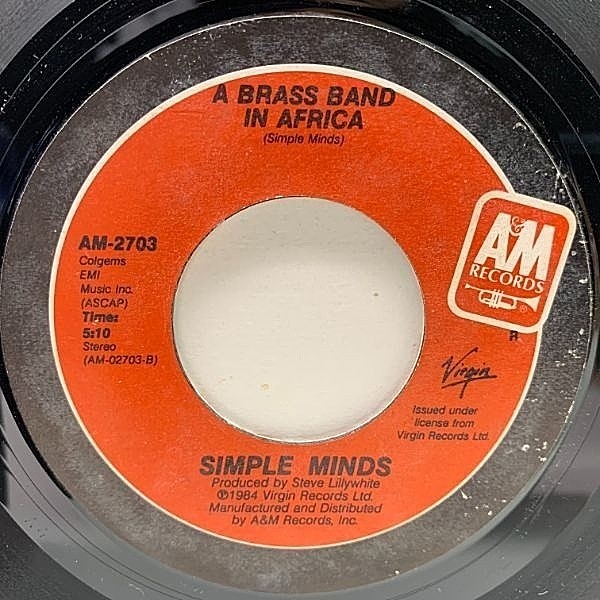 A BRASS BAND
IN AFRICA
(Simple Minds)
AM-2703
Colgems
EMI
Music Inc.
(ASCAP)
Time:
5:10
Stereo
(AM-02703-B)
A&M
RECORDS
®
R
Virgin
Issued under
license from
Virgin Records Ltd.
SIMPLE MINDS
Produced by Steve Lillywhite
℗1984 Virgin Records Ltd.
Manufactured and Distributed
by A&M Records, Inc.